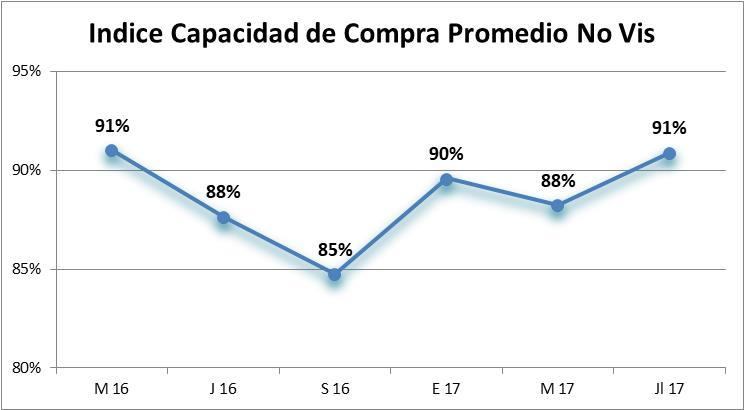 Indice Capacidad de Compra Promedio No Vis
95%
90%
85%
80%
91%
88%
85%
90%
88%
91%
M 16
J 16
S 16
E 17
M 17
Jl 17